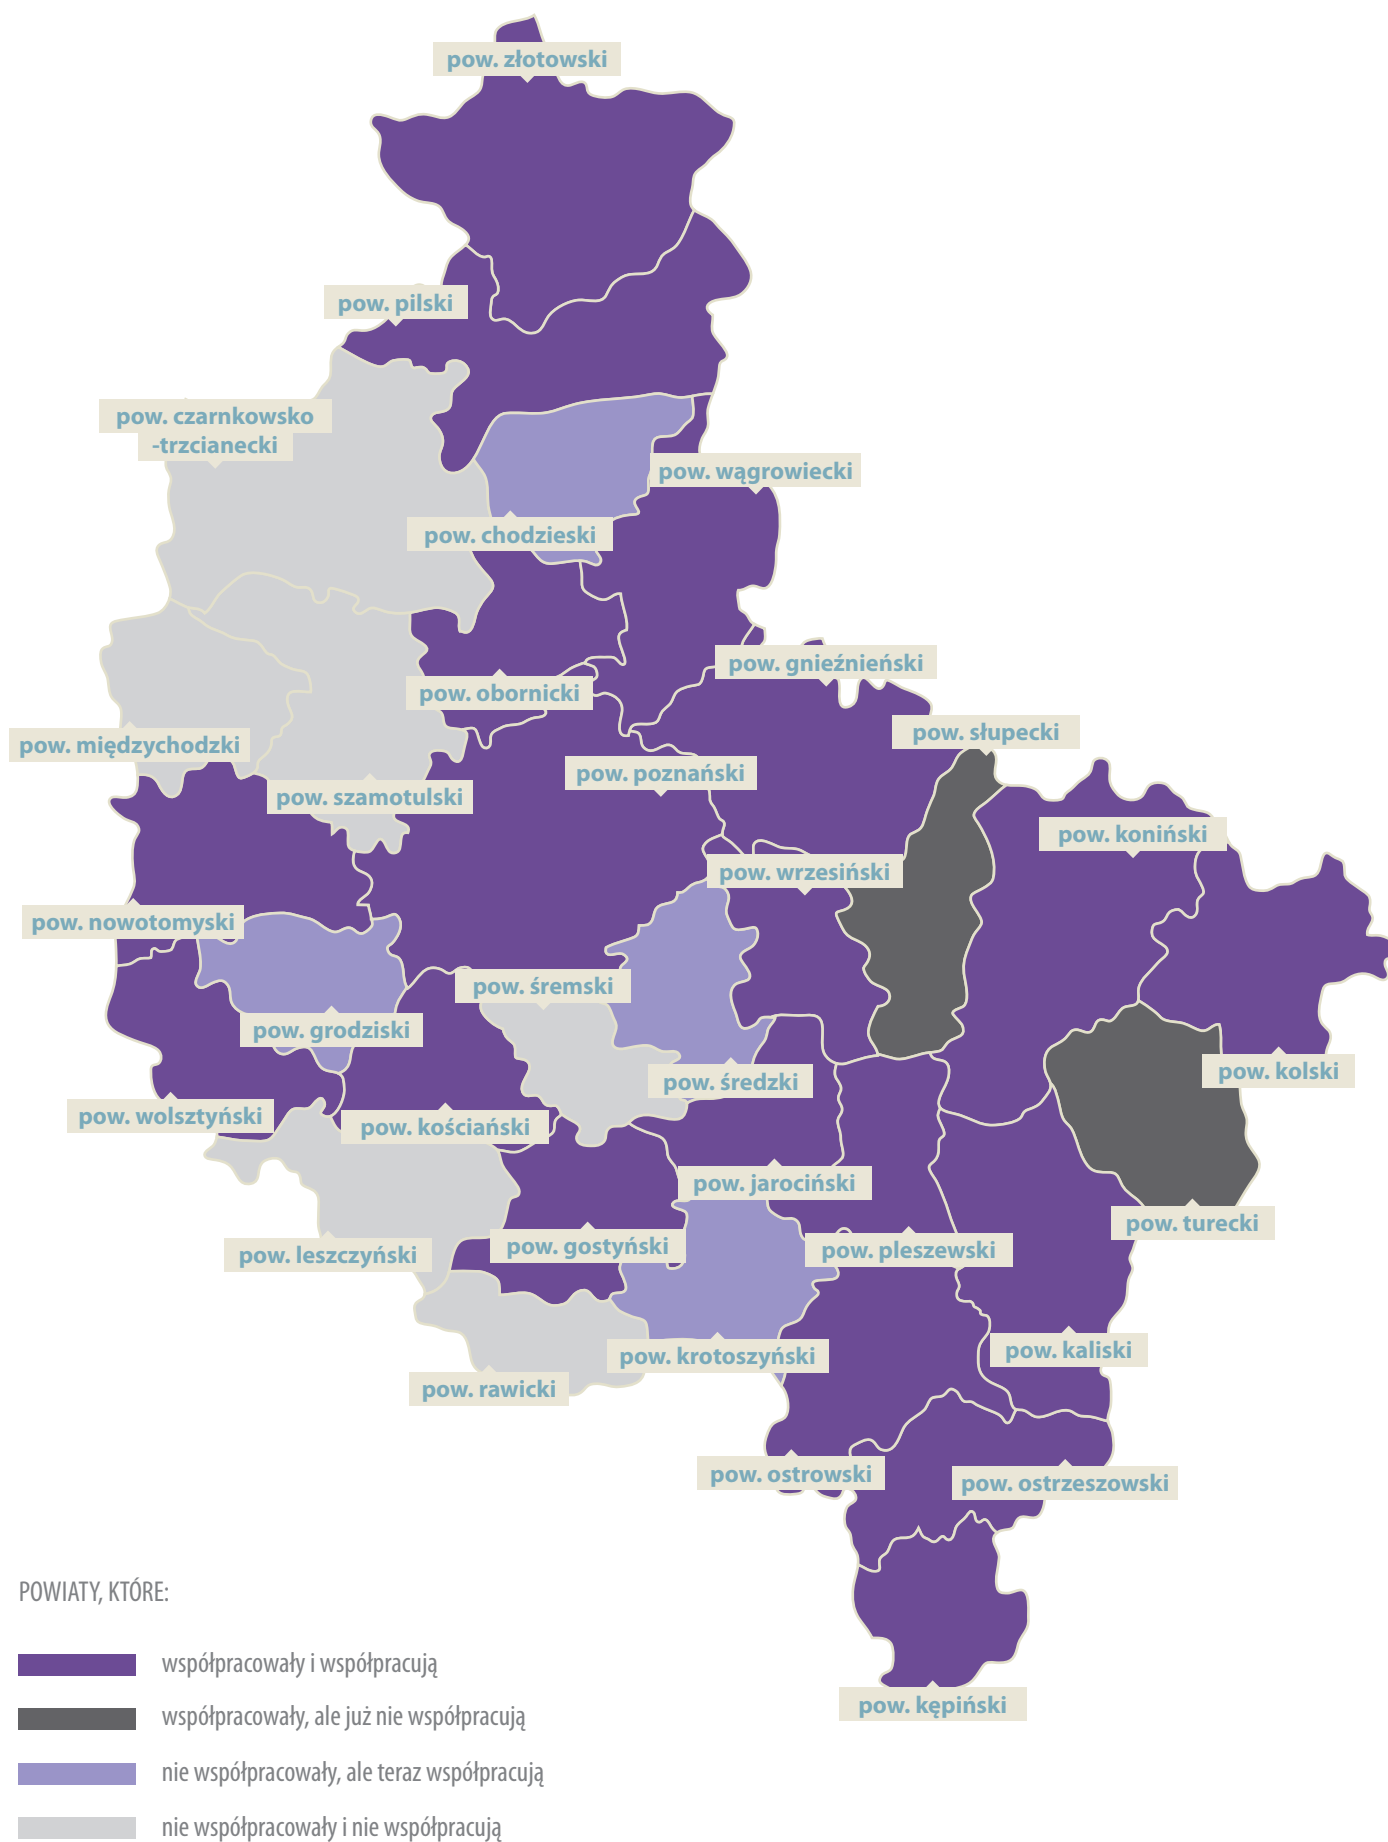 pow. złotowski
pow. pilski
pow. czarnkowsko
-trzcianecki
pow. wągrowiecki
pow. chodzieski
pow. gnieźnieński
pow. obornicki
pow. słupecki
pow. międzychodzki
pow. poznański
pow. szamotulski
pow. koniński
pow. wrzesiński
pow. nowotomyski
pow. śremski
pow. grodziski
pow. kolski
pow. średzki
pow. wolsztyński
pow. kościański
pow. jarociński
pow. turecki
pow. gostyński
pow. pleszewski
pow. leszczyński
pow. kaliski
pow. krotoszyński
pow. rawicki
pow. ostrowski
pow. ostrzeszowski
pow. kępiński
POWIATY, KTÓRE:
współpracowały i współpracują
współpracowały, ale już nie współpracują
nie współpracowały, ale teraz współpracują
nie współpracowały i nie współpracują